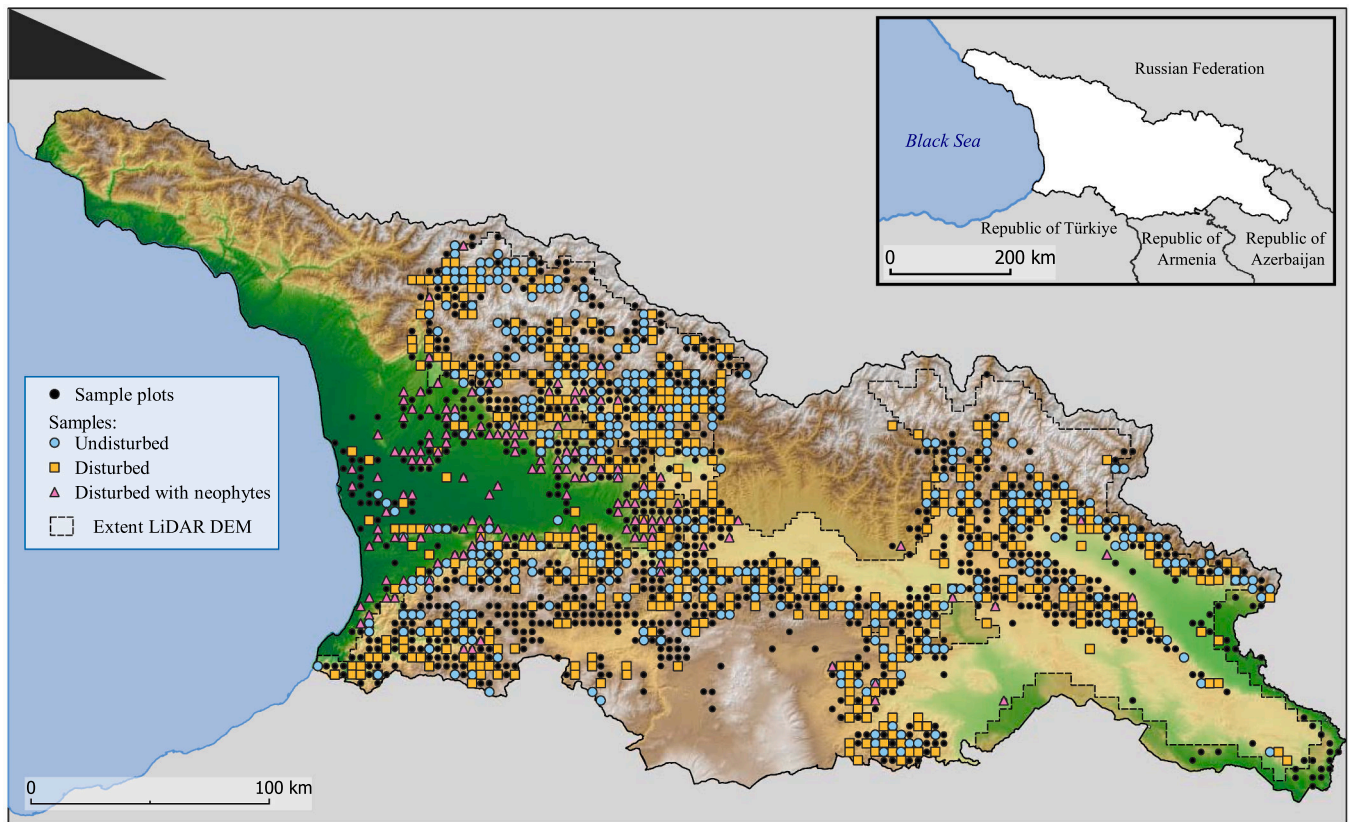 Russian Federation
Black Sea
Republic of Türkiye
Republic of
Armenia
Republic of
Azerbaijan
0
200 km
Sample plots
Samples:
Undisturbed
Disturbed
Disturbed with neophytes
Extent LiDAR DEM
0
100 km